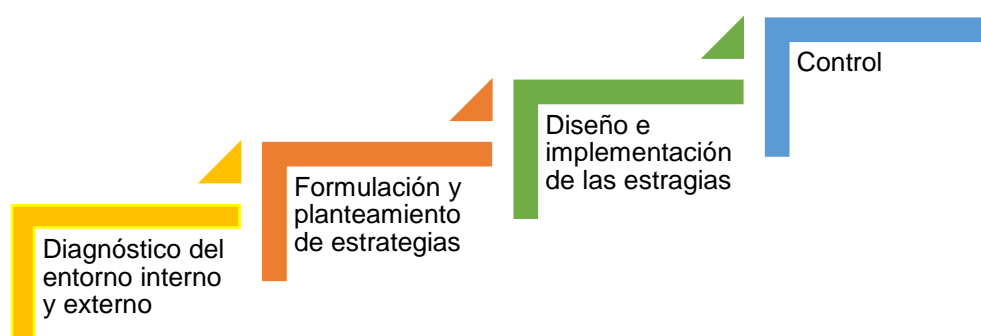 Diagnóstico del
entorno interno
y externo
Formulación y
planteamiento
de estrategias
Diseño e
implementación
de las estragias
Control